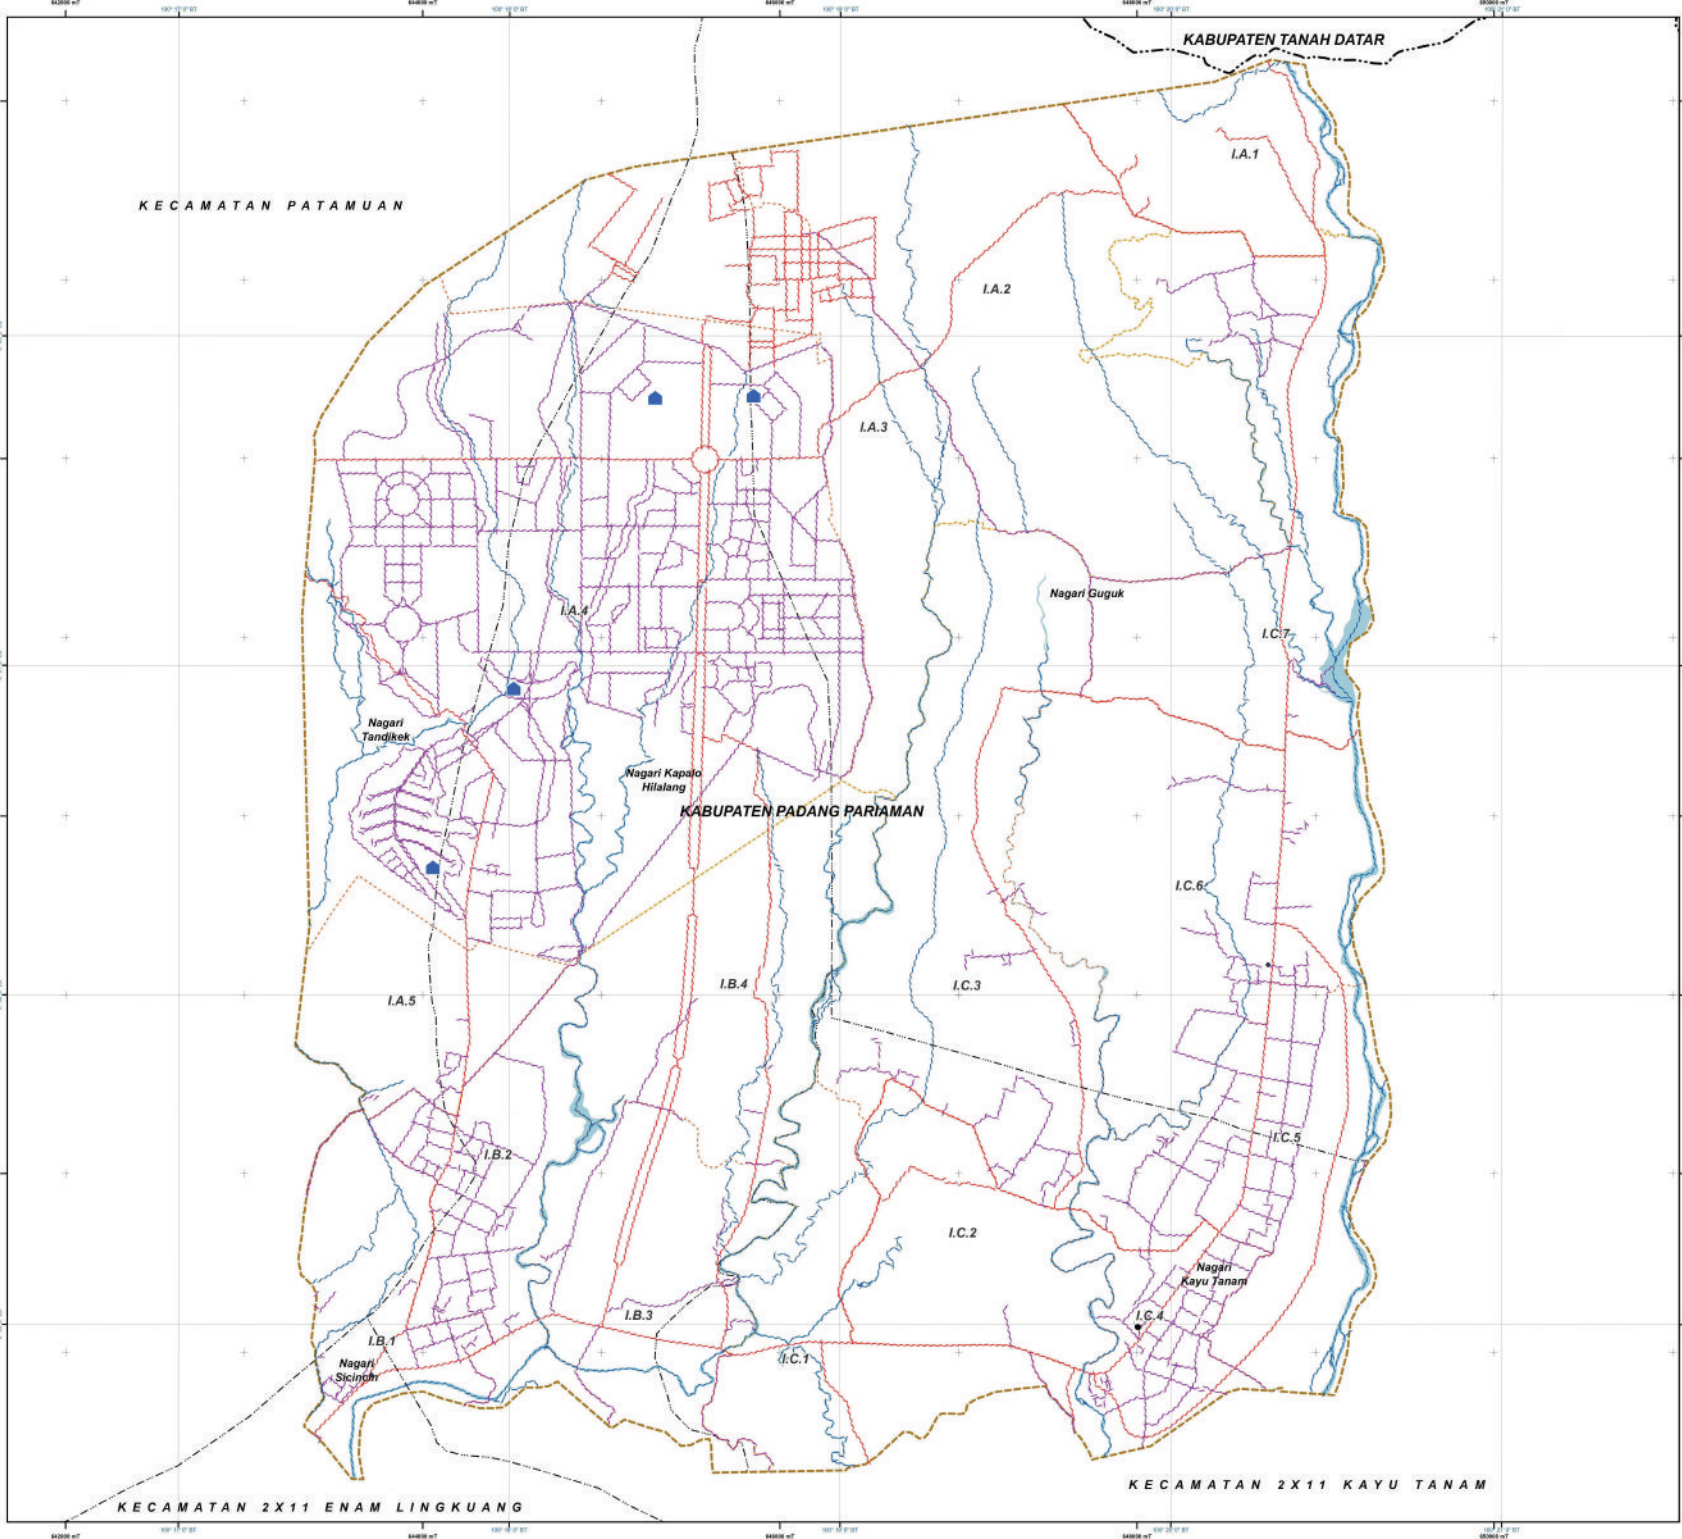 KABUPATEN TANAH DATAR
I.A.1
KECAMATAN PATAMUAN
I.A.2
I.A.3
Nagari Guguk
I.A.4
I.C.7
Nagari
Tandikek
Nagari Kapalo
Hilalang
KABUPATEN PADANG PARIAMAN
I.C.6
I.B.4
I.C.3
I.A.5
I.C.5
I.B.2
I.C.2
Nagari
Kayu Tanam
I.B.3
I.C.4
I.B.1
I.C.1
Nagari
Sicincin
KECAMATAN 2X11 KAYU TANAM
KECAMATAN 2X11 ENAM LINGKUANG